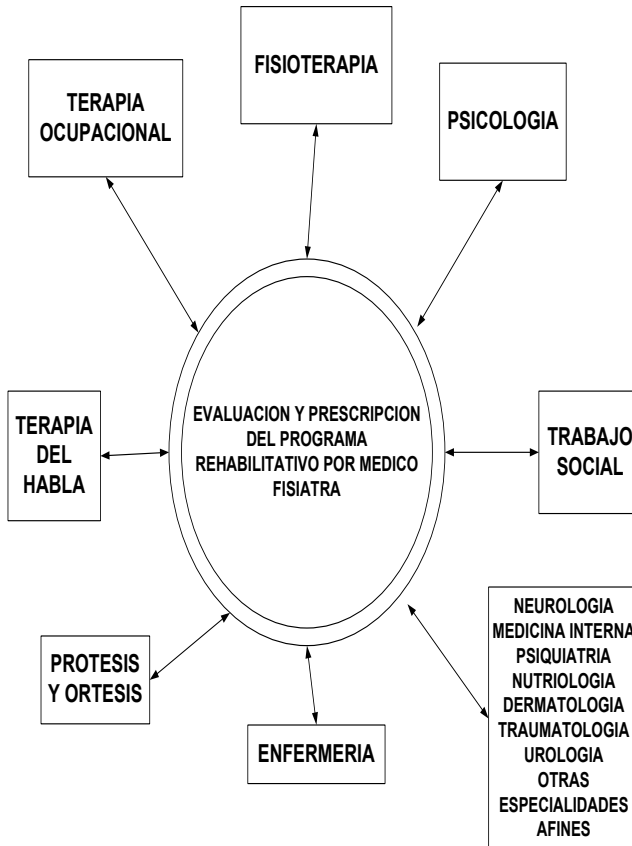 FISIOTERAPIA
TERAPIA
OCUPACIONAL
PSICOLOGIA
EVALUACION Y PRESCRIPCION
DEL PROGRAMA
REHABILITATIVO POR MEDICO
FISIATRA
TERAPIA
DEL
HABLA
TRABAJO
SOCIAL
PROTESIS
Y ORTESIS
ENFERMERIA
NEUROLOGIA
MEDICINA INTERNA
PSIQUIATRIA
NUTRIOLOGIA
DERMATOLOGIA
TRAUMATOLOGIA
UROLOGIA
OTRAS
ESPECIALIDADES
AFINES